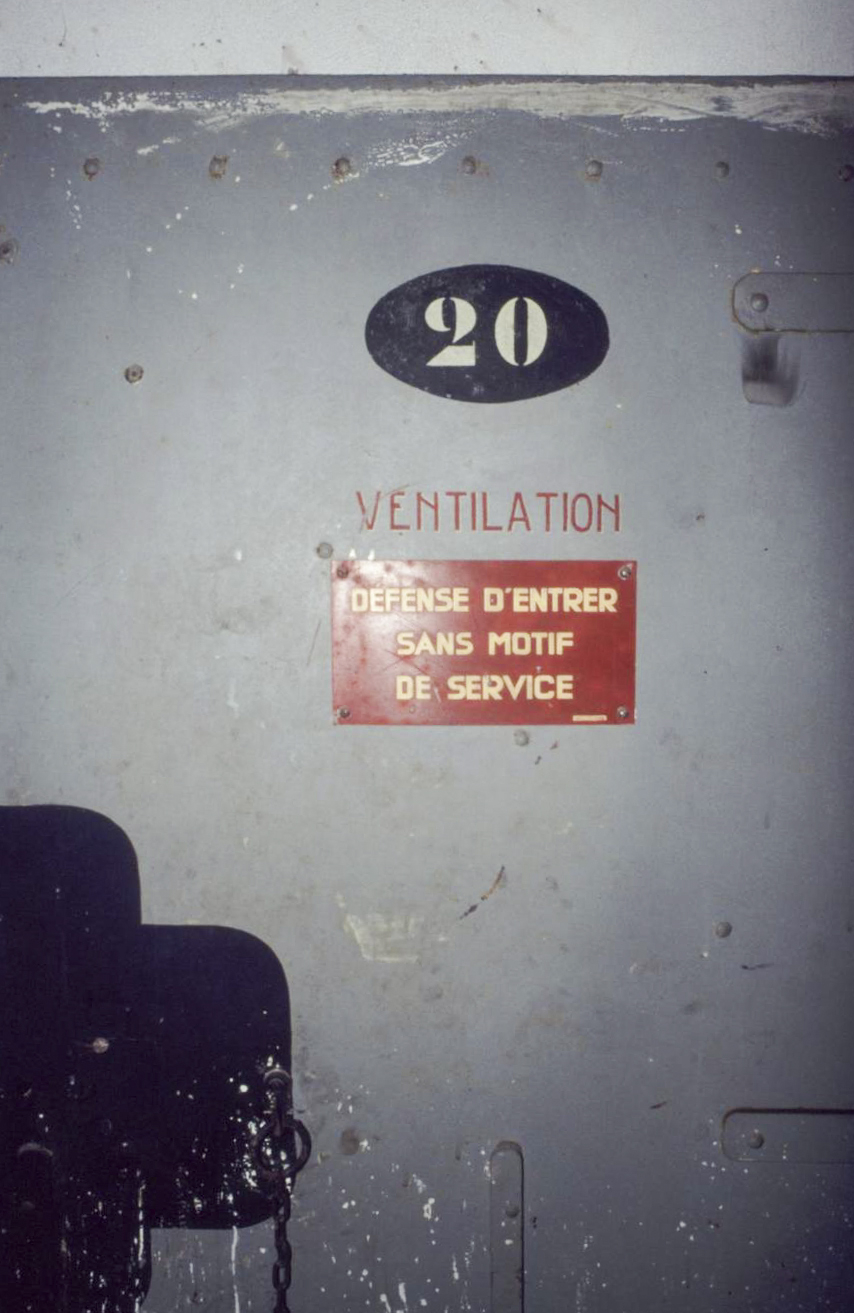 20
VENTILATION
DEFENSE D'ENTRER
SANS MOTIF
DE SERVICE